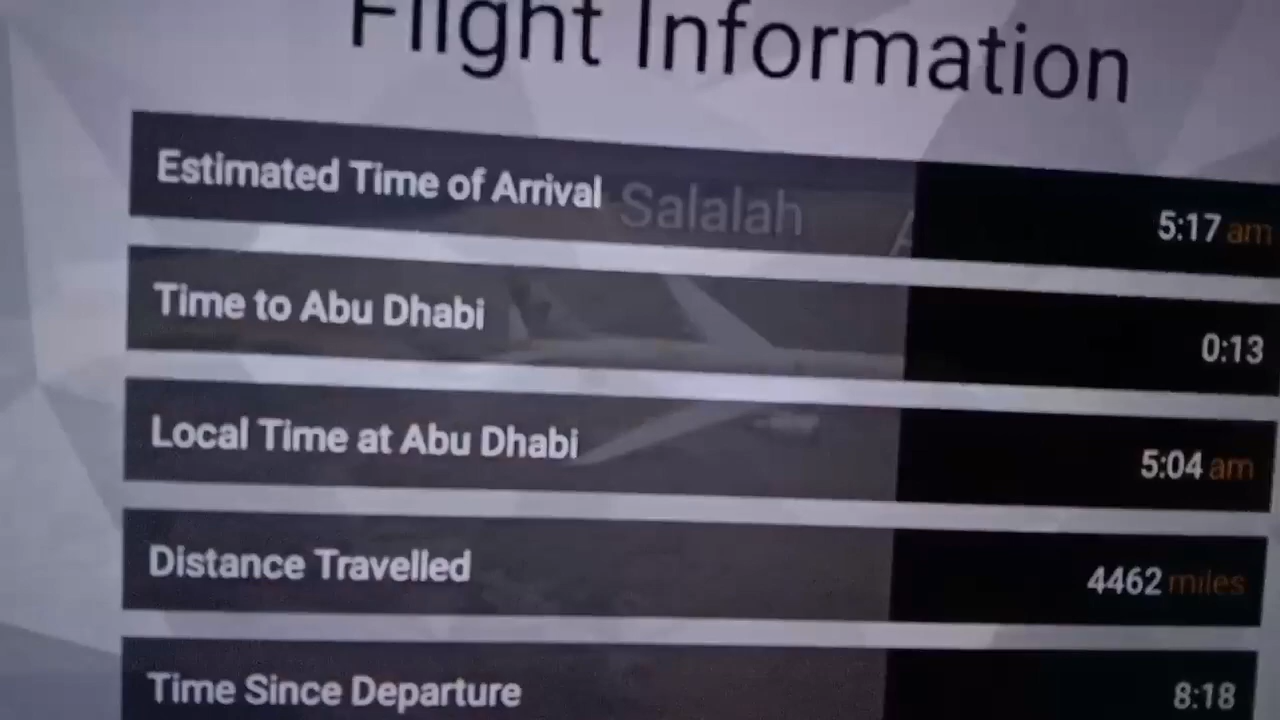 Flight Information
Estimated Time of Arrival 5:17 am
Salalah
Time to Abu Dhabi 0:13
Local Time at Abu Dhabi 5:04 am
Distance Travelled 4462 miles
Time Since Departure 8:18